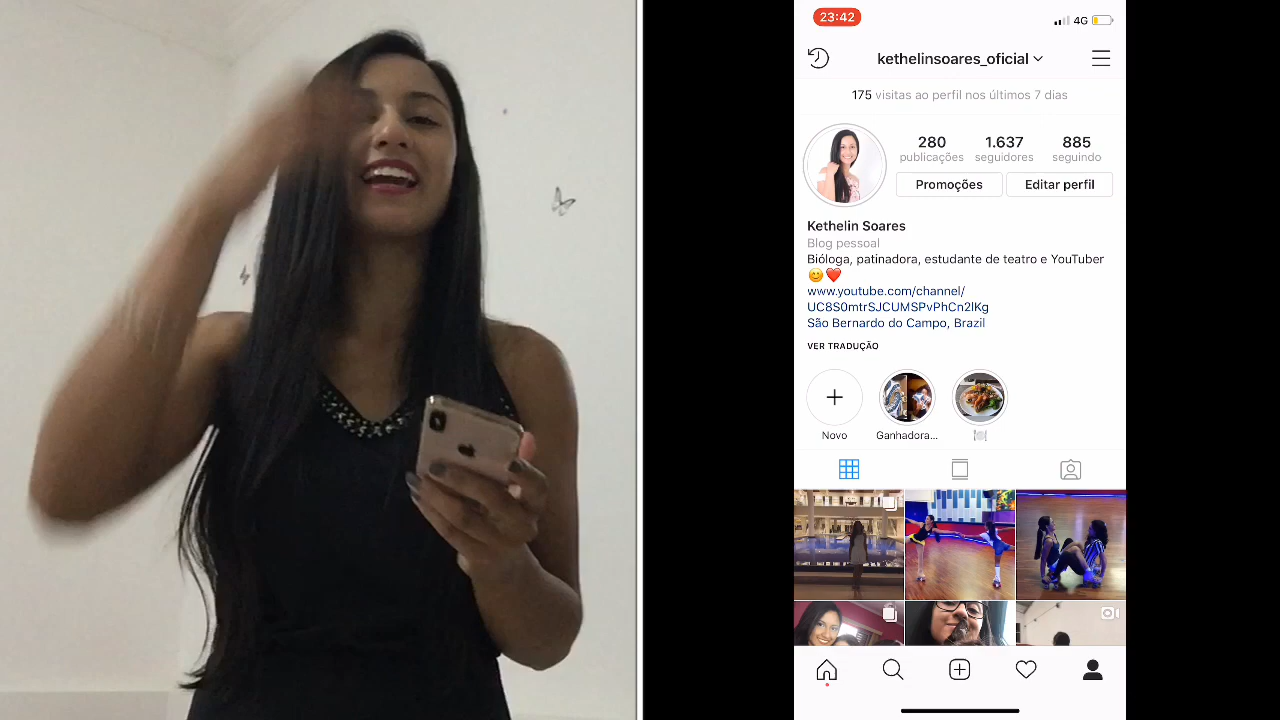 23:42
4G
kethelinsoares_oficial
175 visitas ao perfil nos últimos 7 dias
280 1.637 885
publicações seguidores seguindo
Promoções Editar perfil
Kethelin Soares
Blog pessoal
Bióloga, patinadora, estudante de teatro e YouTuber
😊❤️
www.youtube.com/channel/
UC8S0mtrSJCUMSPvPhCn2lKg
São Bernardo do Campo, Brazil
VER TRADUÇÃO
Novo Ganhadora... 🍽️